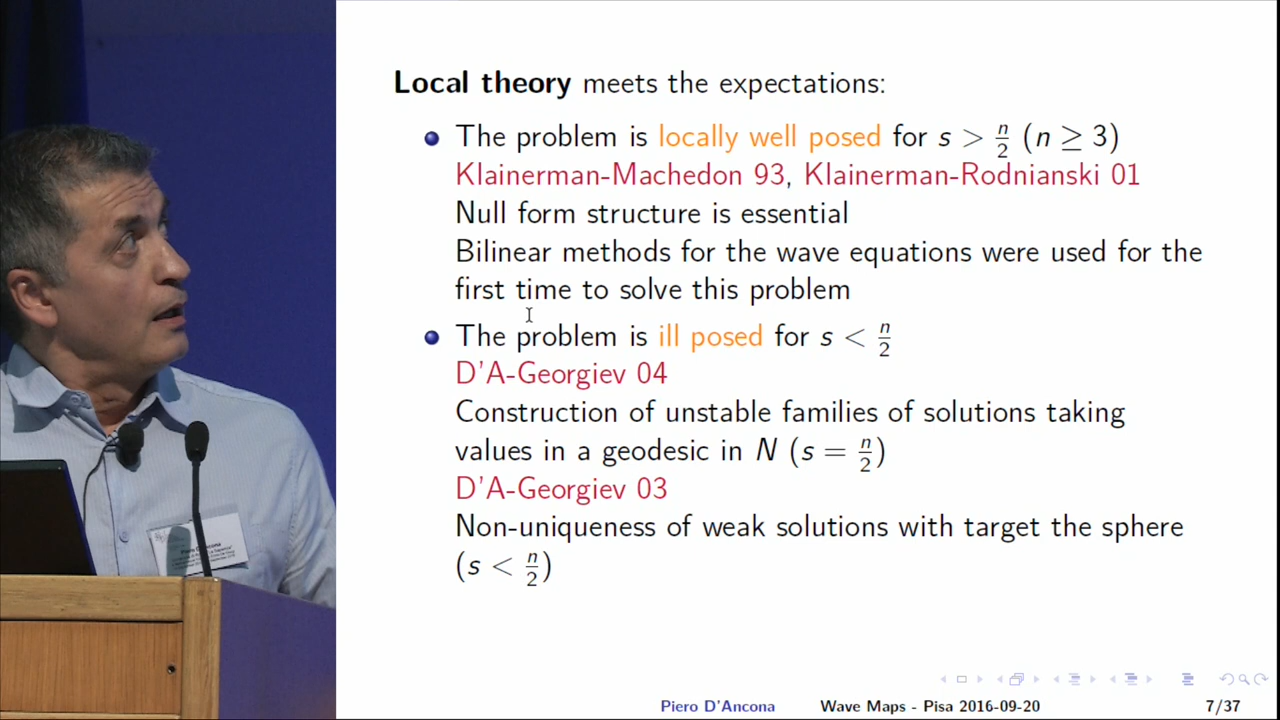 Local theory meets the expectations:
The problem is locally well posed for s > n/2 (n ≥ 3)
Klainerman-Machedon 93, Klainerman-Rodnianski 01
Null form structure is essential
Bilinear methods for the wave equations were used for the
first time to solve this problem
The problem is ill posed for s < n/2
D'A-Georgiev 04
Construction of unstable families of solutions taking
values in a geodesic in N (s = n/2)
D'A-Georgiev 03
Non-uniqueness of weak solutions with target the sphere
(s < n/2)
Piero D'Ancona Wave Maps - Pisa 2016-09-20 7/37
Piero D'Ancona